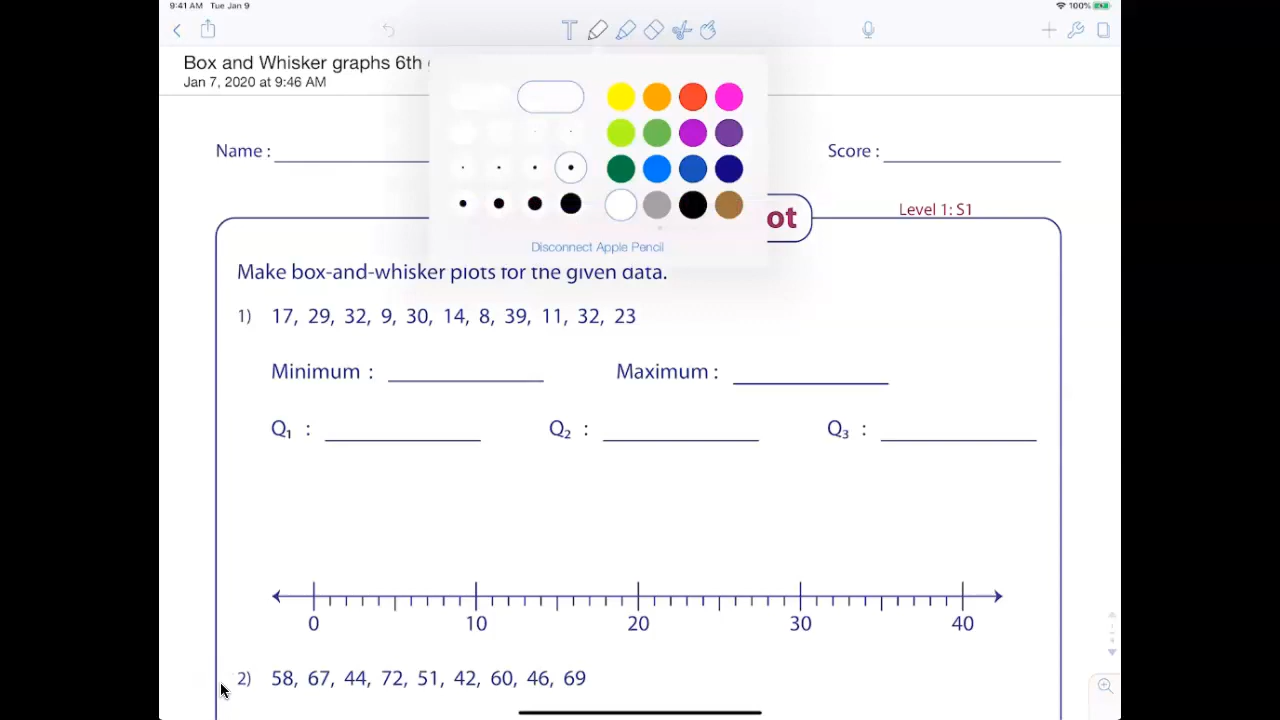 9:41 AM Tue Jan 9
100%
Box and Whisker graphs 6th
Jan 7, 2020 at 9:46 AM
Name :
Score :
ot
Level 1: S1
Disconnect Apple Pencil
Make box-and-whisker plots for the given data.
1) 17, 29, 32, 9, 30, 14, 8, 39, 11, 32, 23
Minimum :
Maximum :
Q₁ :
Q₂ :
Q₃ :
0 10 20 30 40
2) 58, 67, 44, 72, 51, 42, 60, 46, 69